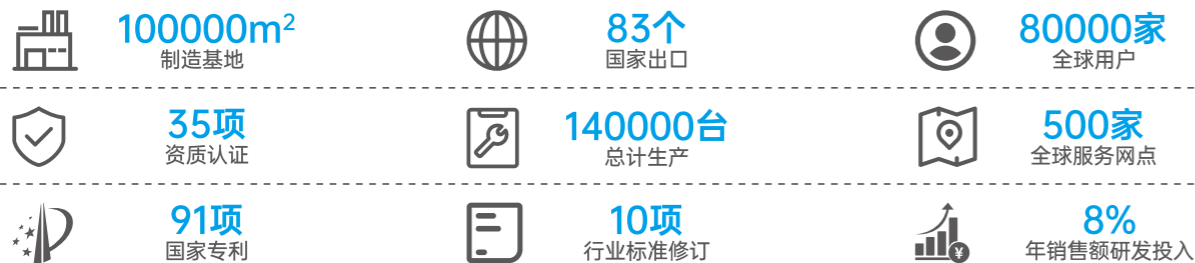 100000m²
制造基地
83个
国家出口
80000家
全球用户
35项
资质认证
140000台
总计生产
500家
全球服务网点
91项
国家专利
10项
行业标准修订
¥
8%
年销售额研发投入